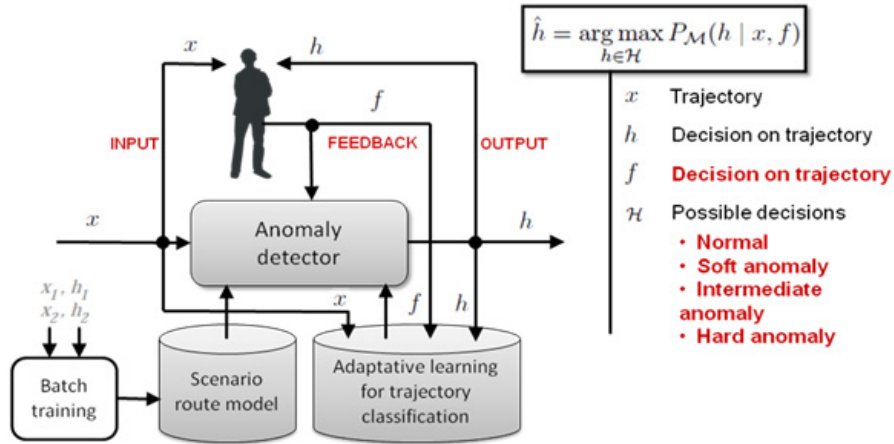 x
h
f
INPUT
FEEDBACK
OUTPUT
x
Anomaly
detector
h
x₁, h₁
x₂, h₂
x
f
h
Batch
training
Scenario
route model
Adaptative learning
for trajectory
classification
ĥ = arg max P_M(h | x, f)
h∈ℋ
x Trajectory
h Decision on trajectory
f Decision on trajectory
ℋ Possible decisions
• Normal
• Soft anomaly
• Intermediate
anomaly
• Hard anomaly